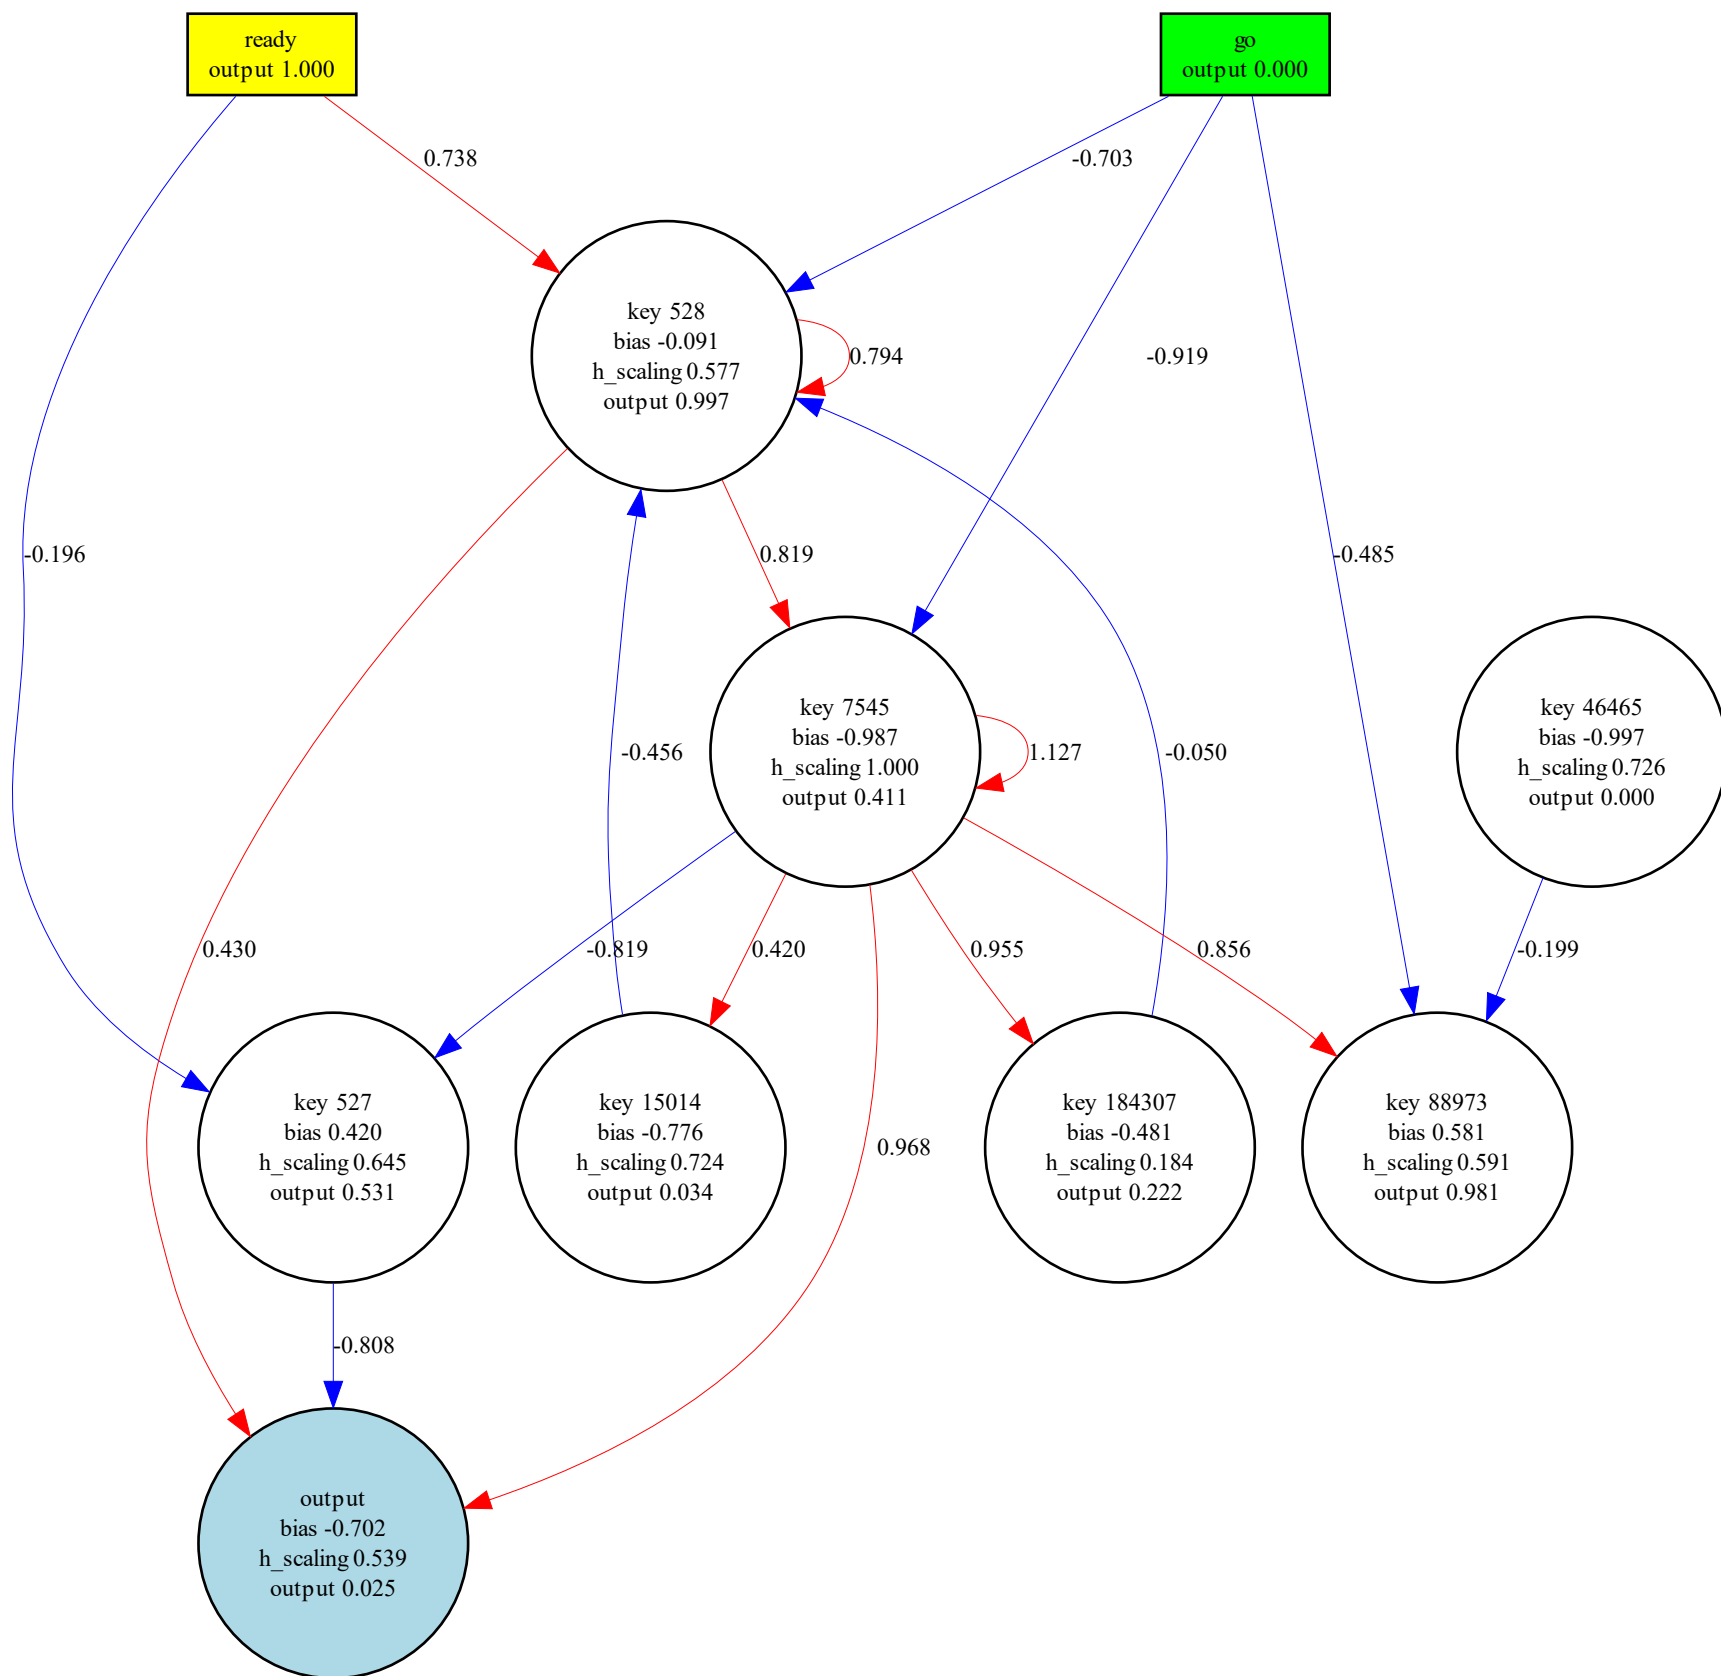 ready
output 1.000
go
output 0.000
0.738
-0.703
key 528
bias -0.091
h_scaling 0.577
output 0.997
0.794
-0.919
-0.196
0.819
-0.485
key 7545
bias -0.987
h_scaling 1.000
output 0.411
1.127
-0.456
-0.050
key 46465
bias -0.997
h_scaling 0.726
output 0.000
0.430
-0.819
0.420
0.955
0.856
-0.199
key 527
bias 0.420
h_scaling 0.645
output 0.531
key 15014
bias -0.776
h_scaling 0.724
output 0.034
0.968
key 184307
bias -0.481
h_scaling 0.184
output 0.222
key 88973
bias 0.581
h_scaling 0.591
output 0.981
-0.808
output
bias -0.702
h_scaling 0.539
output 0.025